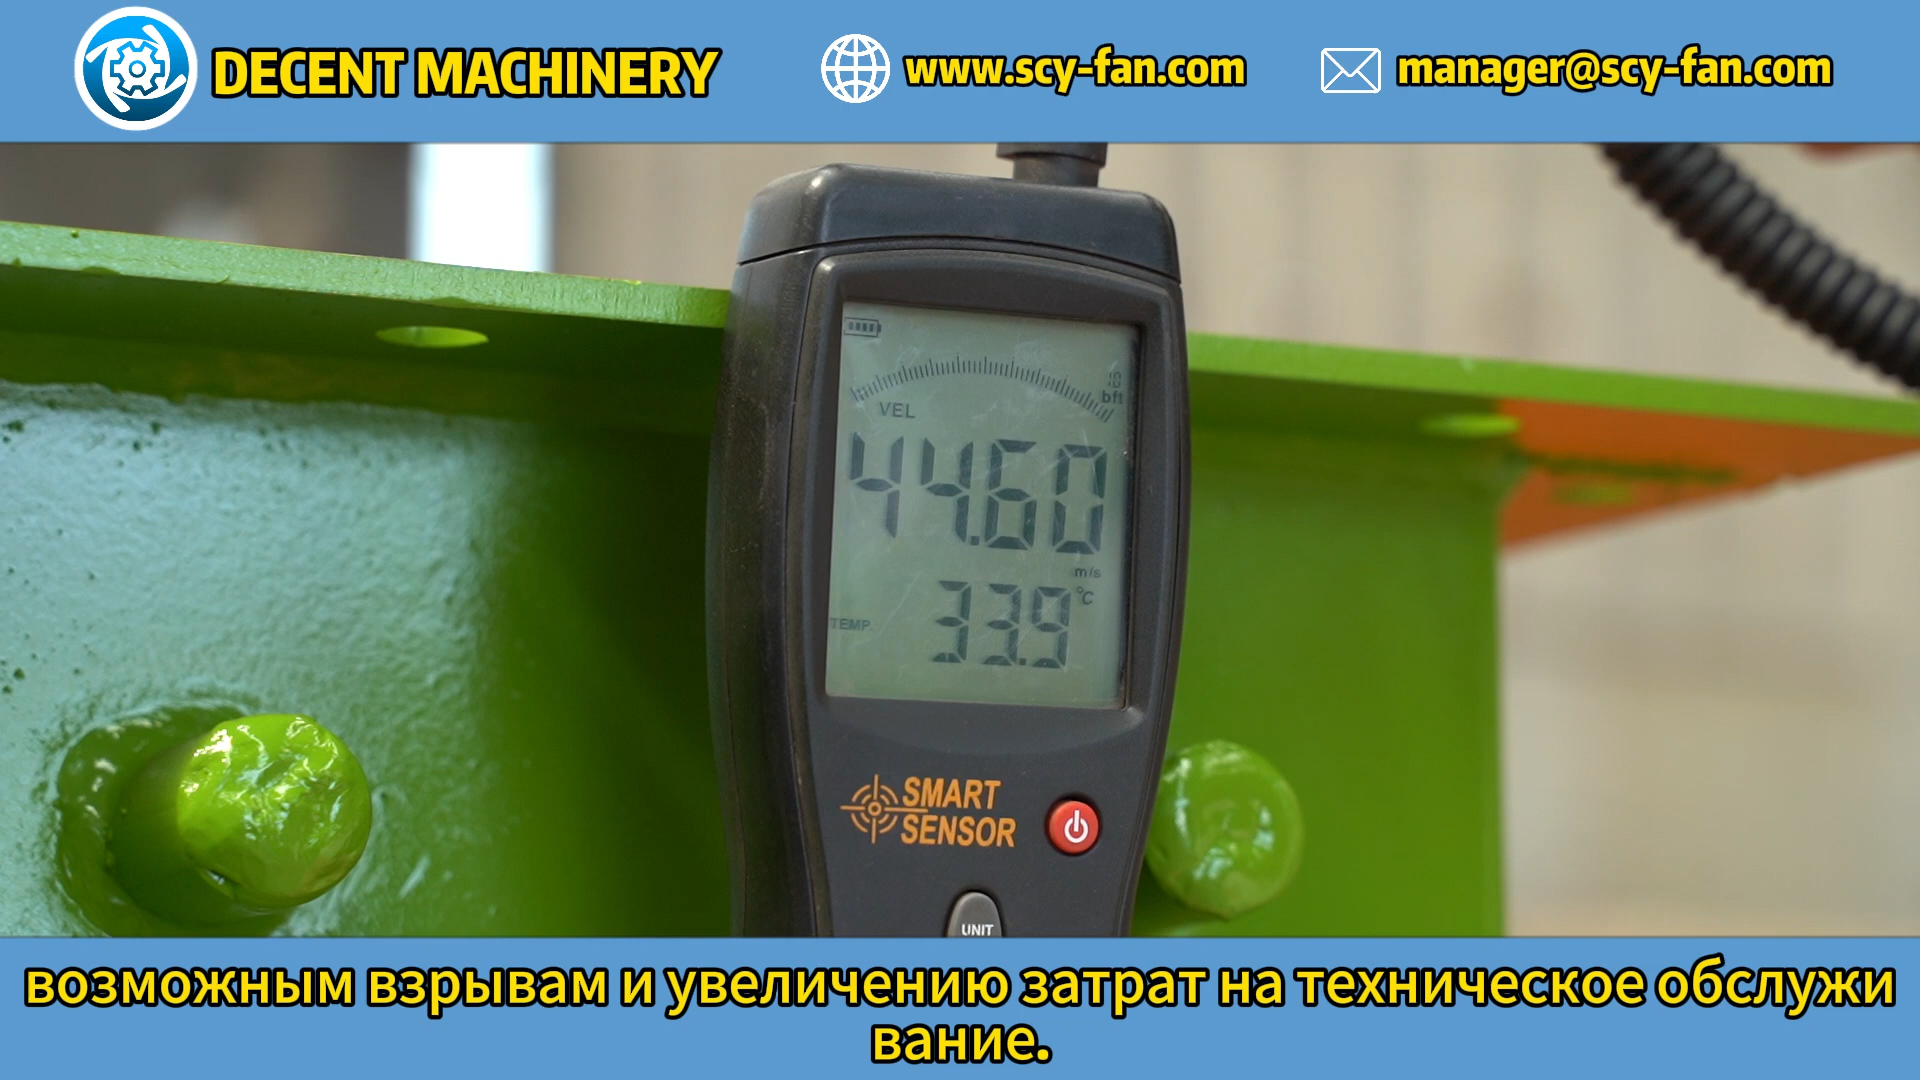 DECENT MACHINERY
www.scy-fan.com
manager@scy-fan.com
bft
VEL
44.60
m/s
33.9 °C
TEMP.
SMART
SENSOR
UNIT
возможным взрывам и увеличению затрат на техническое обслужи
вание.